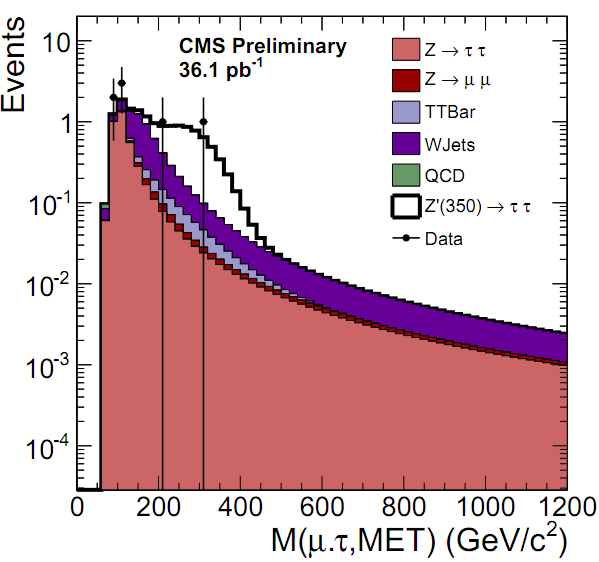 Events
10
1
10⁻¹
10⁻²
10⁻³
10⁻⁴
CMS Preliminary
36.1 pb⁻¹
Z → τ τ
Z → μ μ
TTBar
WJets
QCD
Z'(350) → τ τ
Data
0 200 400 600 800 1000 1200
M(μ.τ,MET) (GeV/c²)